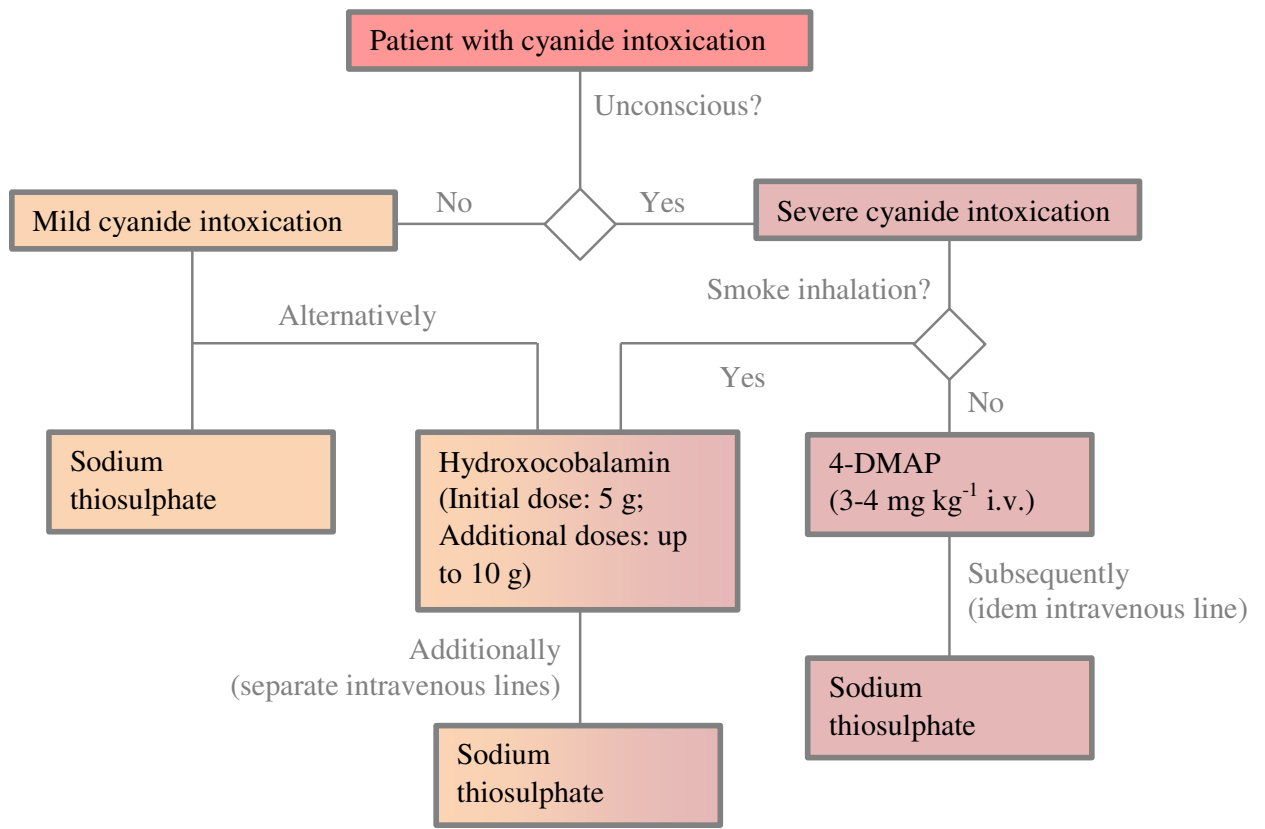 Patient with cyanide intoxication
Unconscious?
No
Yes
Mild cyanide intoxication
Severe cyanide intoxication
Smoke inhalation?
Alternatively
Yes
No
Sodium
thiosulphate
Hydroxocobalamin
(Initial dose: 5 g;
Additional doses: up
to 10 g)
4-DMAP
(3-4 mg kg⁻¹ i.v.)
Subsequently
(idem intravenous line)
Additionally
(separate intravenous lines)
Sodium
thiosulphate
Sodium
thiosulphate